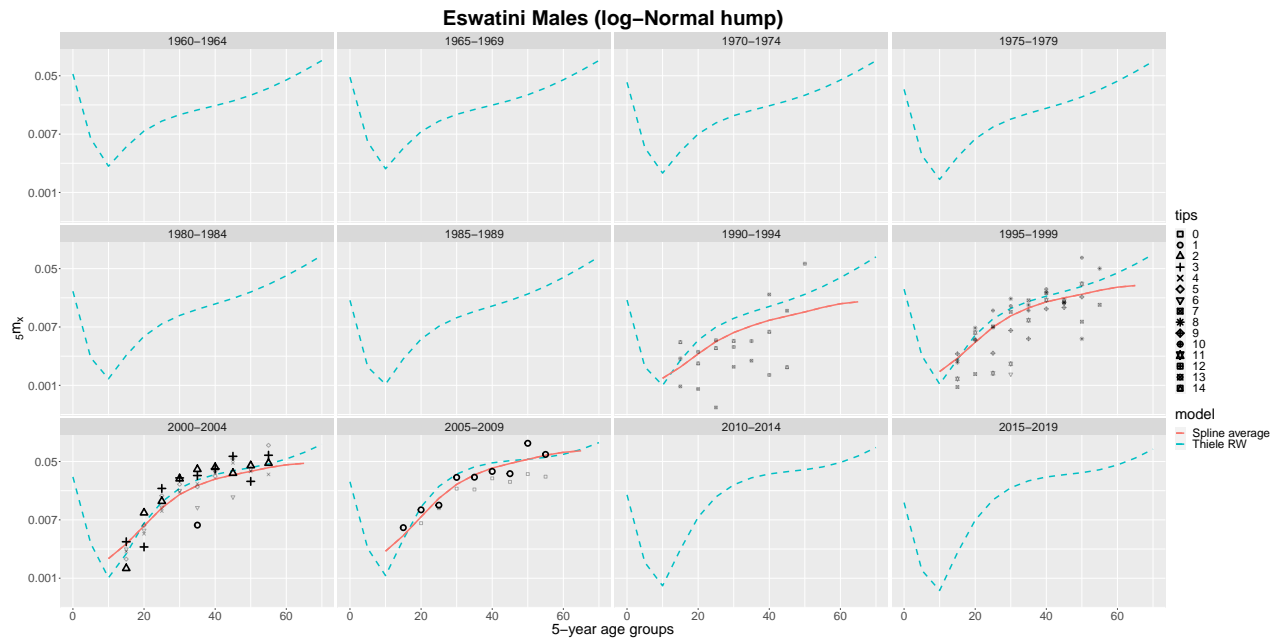 Eswatini Males (log−Normal hump)
1960−1964 1965−1969 1970−1974 1975−1979
0.05
0.007
0.001
1980−1984 1985−1989 1990−1994 1995−1999
0.05
0.007
0.001
2000−2004 2005−2009 2010−2014 2015−2019
0.05
0.007
0.001
0 20 40 60 0 20 40 60 0 20 40 60 0 20 40 60
5−year age groups
5mx
tips
0
1
2
3
4
5
6
7
8
9
10
11
12
13
14
model
Spline average
Thiele RW